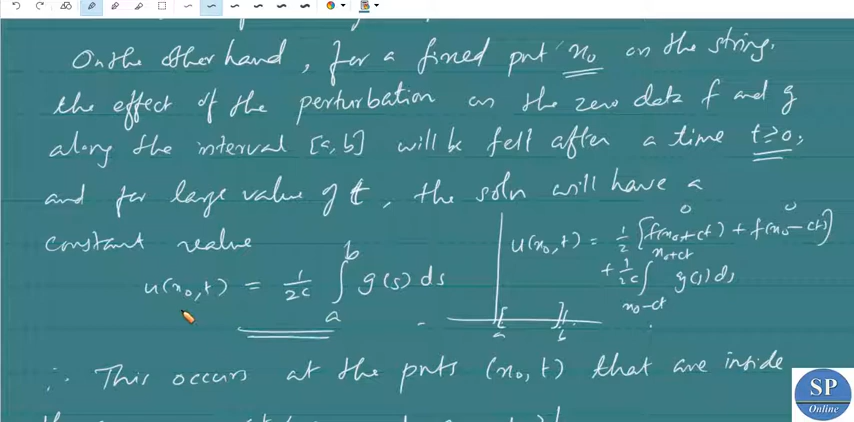 On the other hand, for a fixed pnt x₀ on the string,
the effect of the perturbation on the zero data f and g
along the interval [a, b] will be felt after a time t ≥ 0,
and for large value of t, the soln will have a
constant value
u(x₀, t) = 1/2c ∫_a^b g(s) ds
0 0
u(x₀, t) = 1/2 [f(x₀+ct) + f(x₀-ct)]
+ 1/2c ∫_{x₀-ct}^{x₀+ct} g(s) ds
[ ]
a b
∴ This occurs at the pnts (x₀, t) that are inside
SP
Online